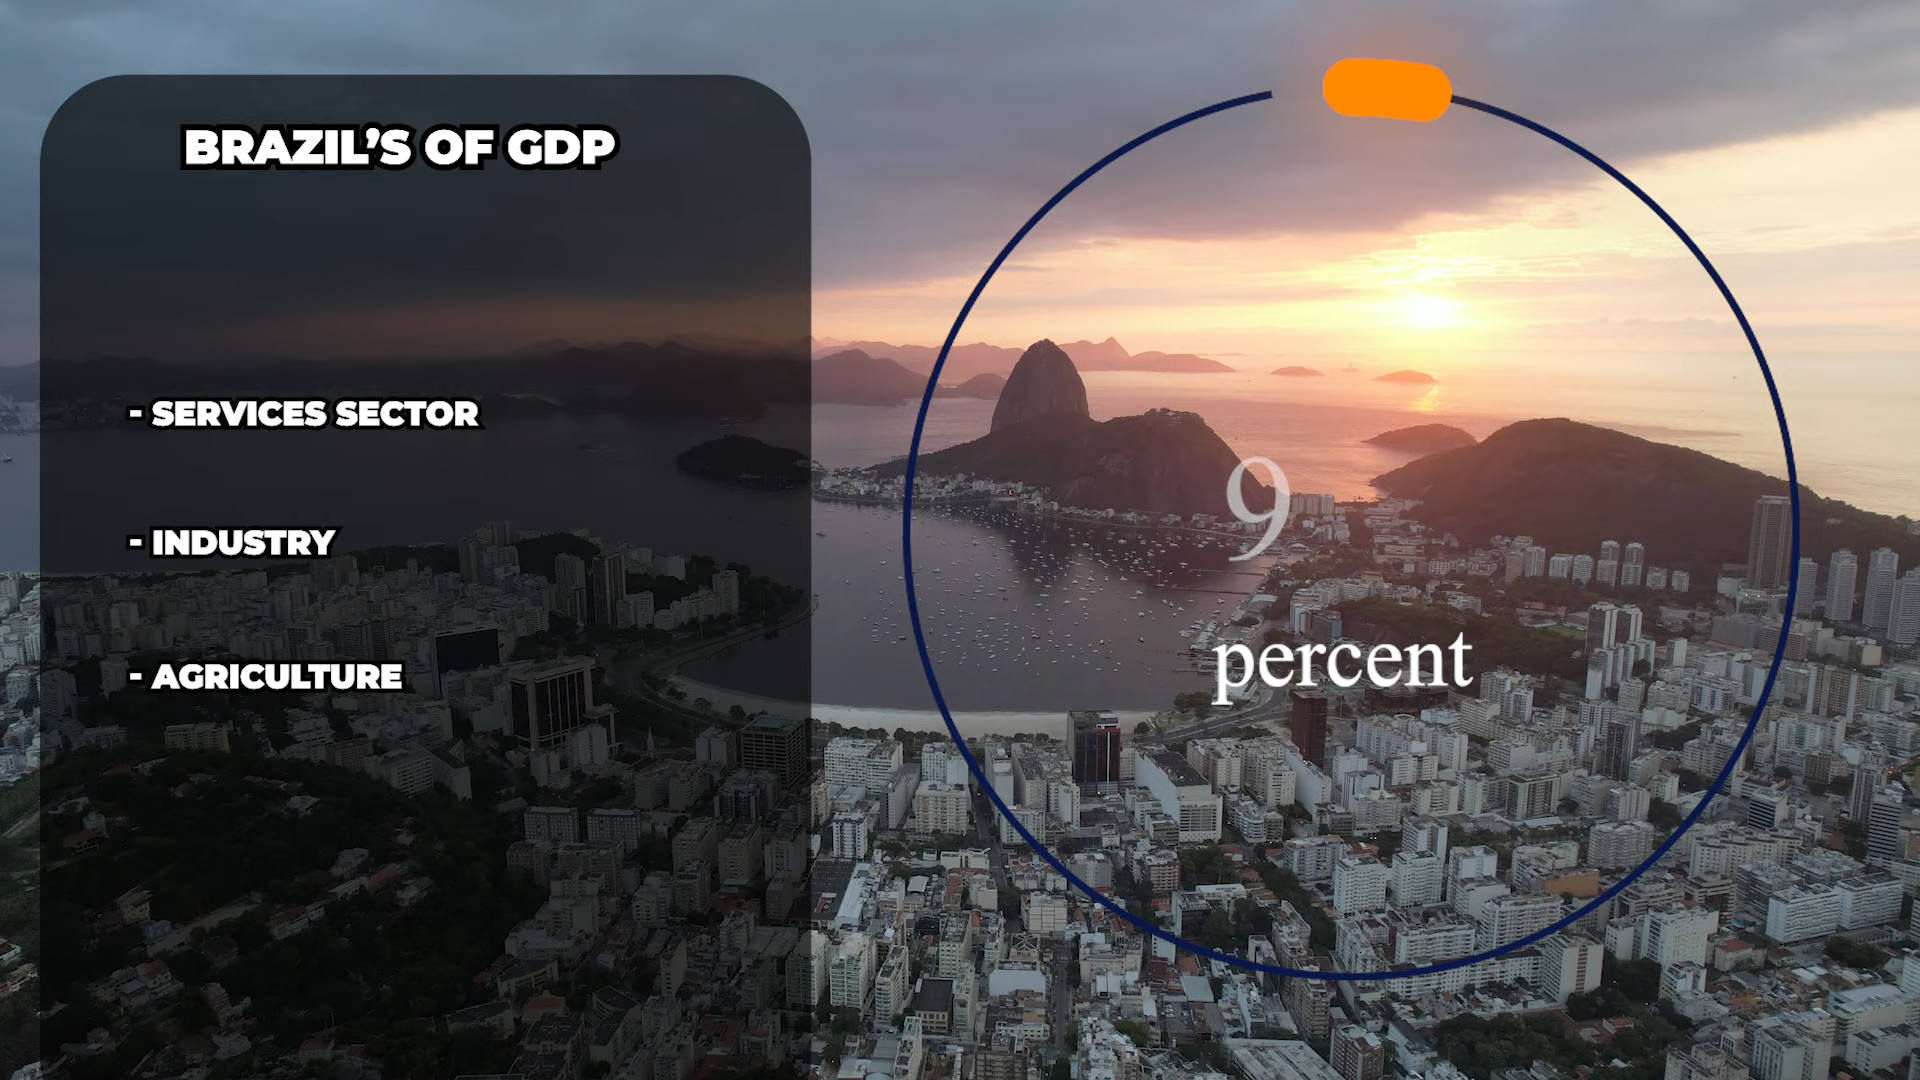 BRAZIL'S OF GDP
- SERVICES SECTOR
- INDUSTRY
- AGRICULTURE
9
percent